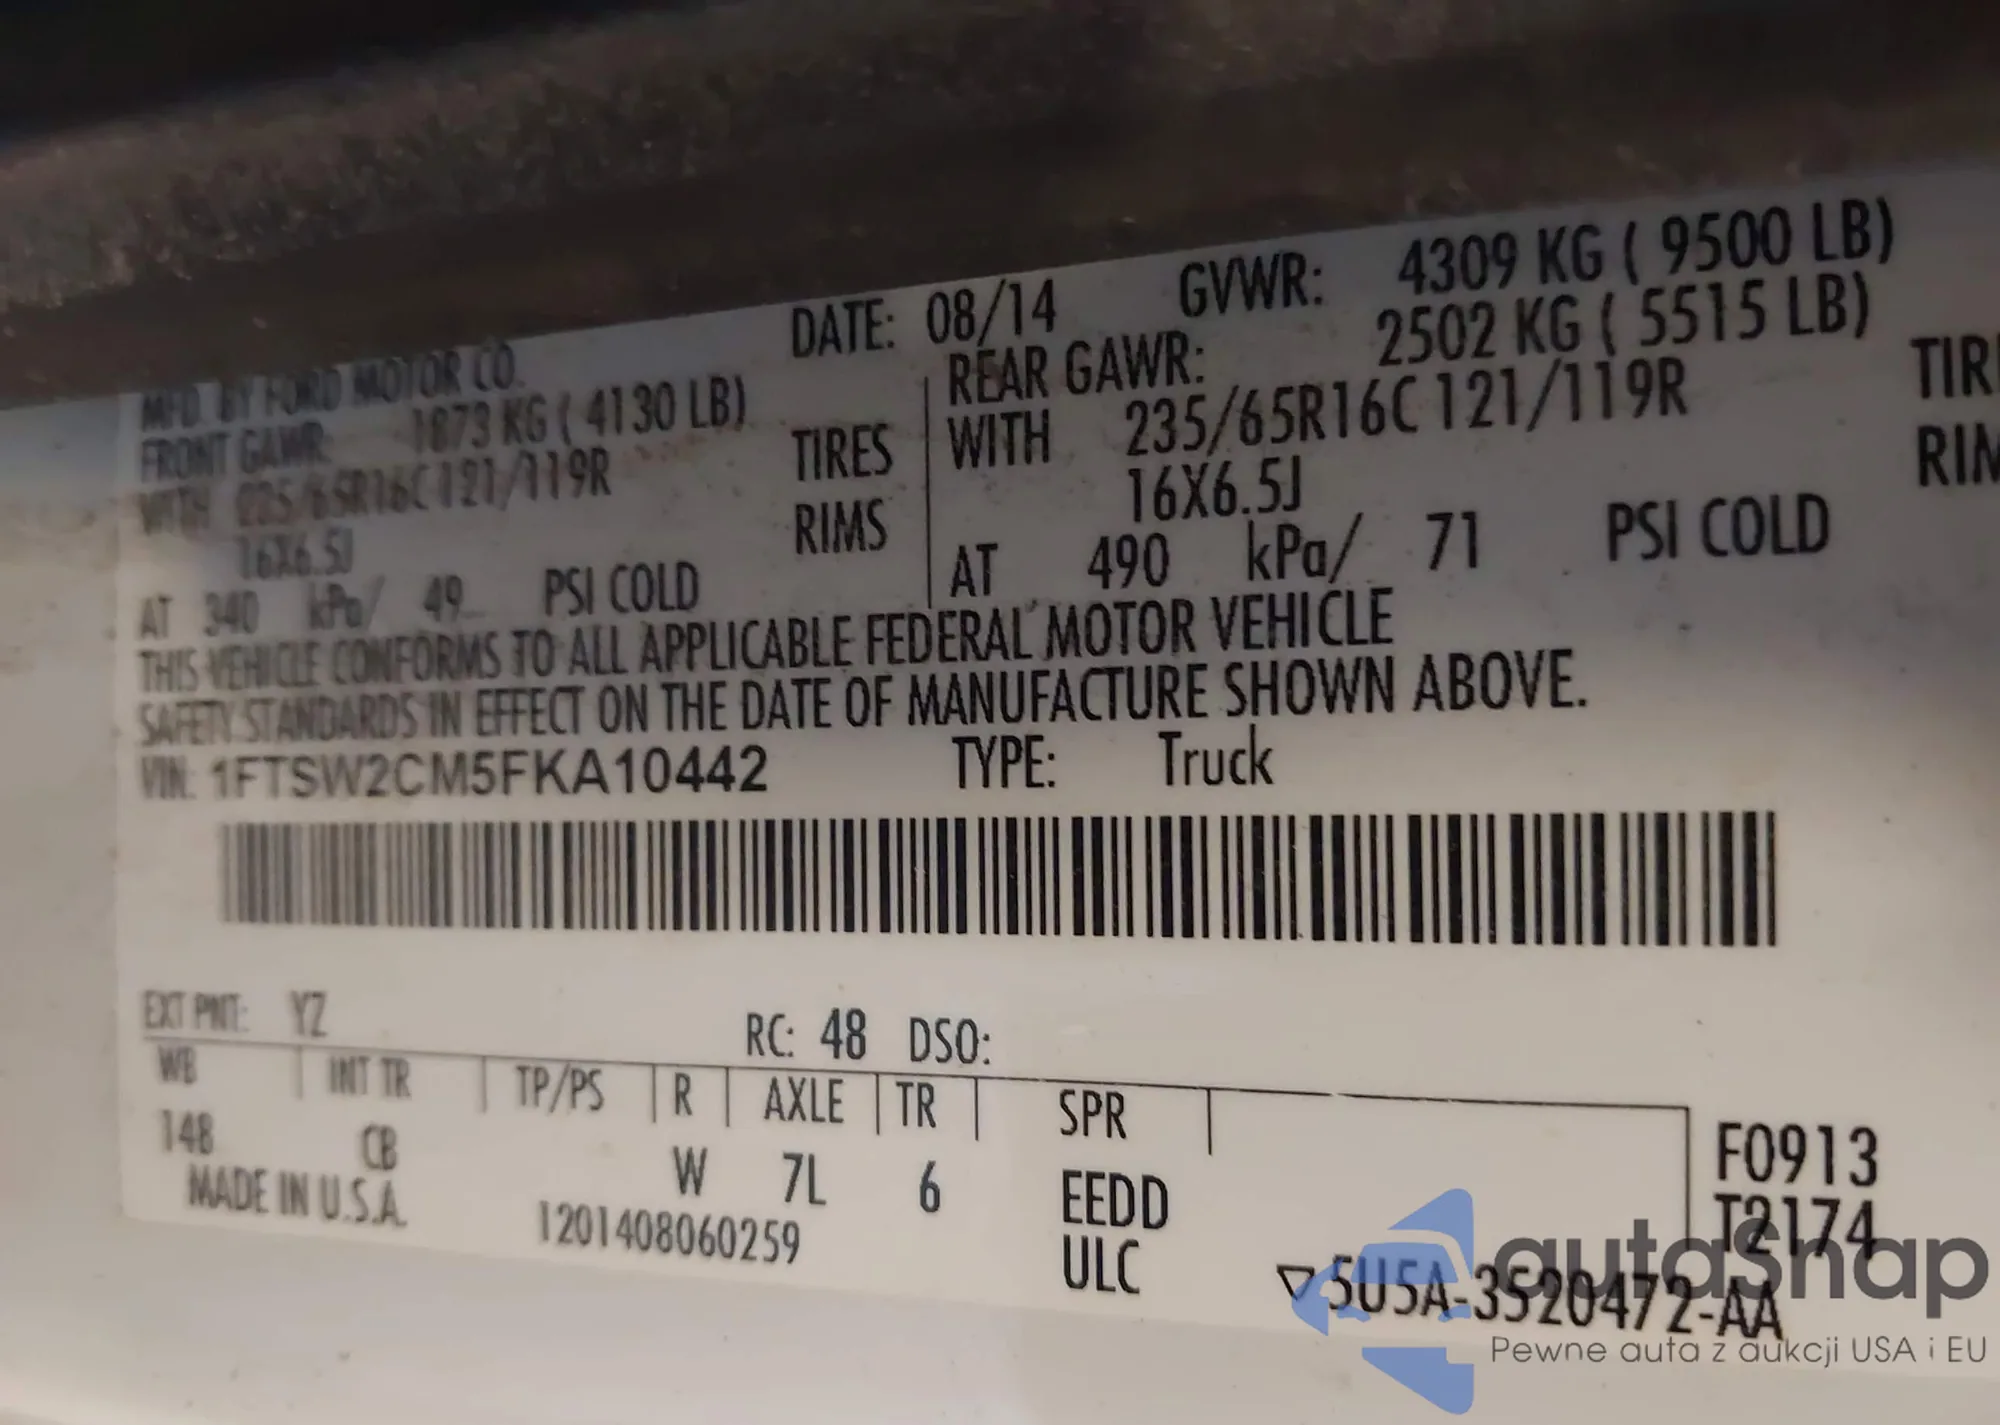 MFD. BY FORD MOTOR CO. DATE: 08/14 GVWR: 4309 KG ( 9500 LB)
FRONT GAWR: 1873 KG ( 4130 LB) REAR GAWR: 2502 KG ( 5515 LB)
WITH 235/65R16C 121/119R TIRES WITH 235/65R16C 121/119R TIRE
16X6.5J RIMS 16X6.5J RIM
AT 340 kPa/ 49 PSI COLD AT 490 kPa/ 71 PSI COLD
THIS VEHICLE CONFORMS TO ALL APPLICABLE FEDERAL MOTOR VEHICLE
SAFETY STANDARDS IN EFFECT ON THE DATE OF MANUFACTURE SHOWN ABOVE.
VIN: 1FTSW2CM5FKA10442 TYPE: Truck
EXT PNT: YZ RC: 48 DSO:
WB INT TR TP/PS R AXLE TR SPR
148 CB W 7L 6 EEDD F0913
MADE IN U.S.A. 1201408060259 ULC T2174
▽5U5A-3520472-AA
autaSnap
Pewne auta z aukcji USA i EU